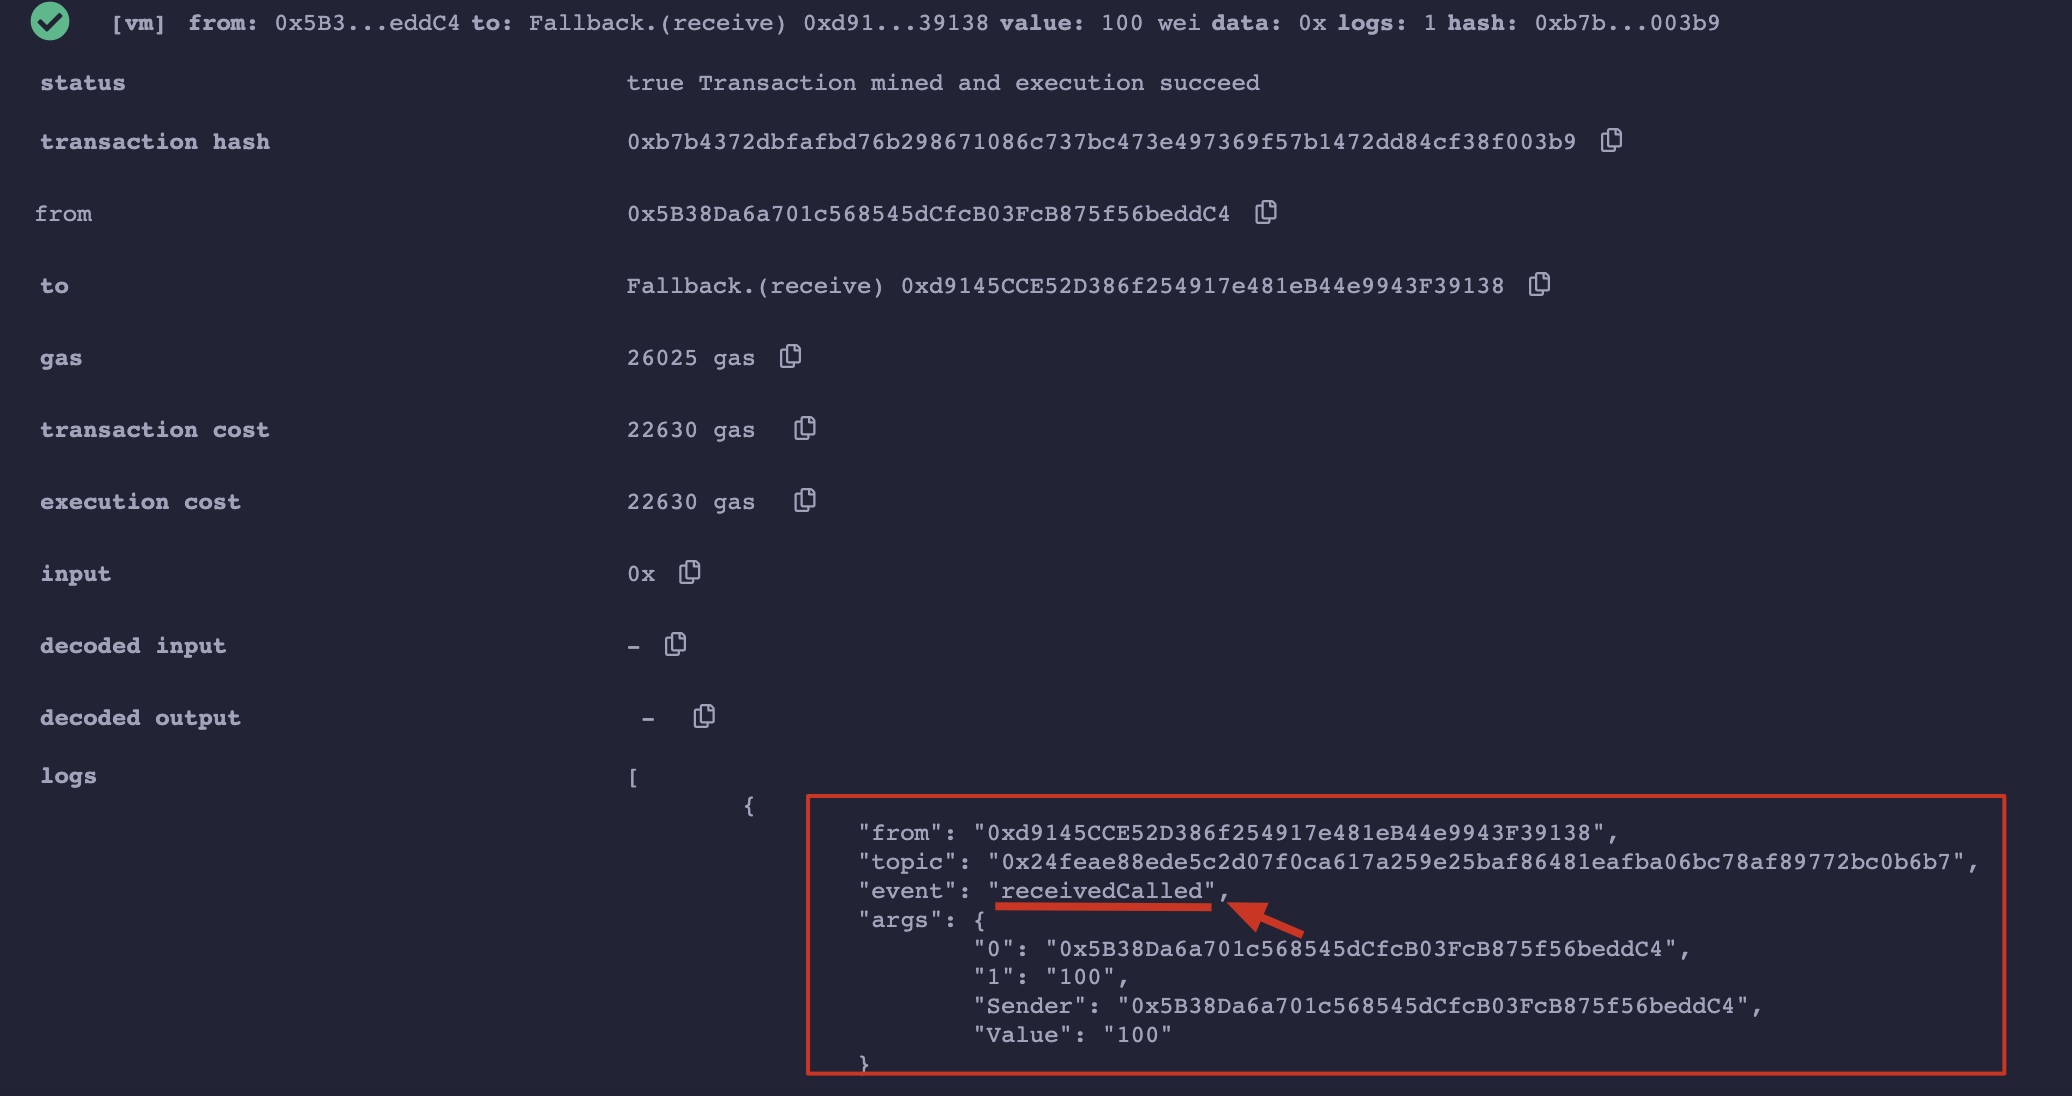 [vm] from: 0x5B3...eddC4 to: Fallback.(receive) 0xd91...39138 value: 100 wei data: 0x logs: 1 hash: 0xb7b...003b9
status true Transaction mined and execution succeed
transaction hash 0xb7b4372dbfafbd76b298671086c737bc473e497369f57b1472dd84cf38f003b9
from 0x5B38Da6a701c568545dCfcB03FcB875f56beddC4
to Fallback.(receive) 0xd9145CCE52D386f254917e481eB44e9943F39138
gas 26025 gas
transaction cost 22630 gas
execution cost 22630 gas
input 0x
decoded input -
decoded output -
logs [
{
"from": "0xd9145CCE52D386f254917e481eB44e9943F39138",
"topic": "0x24feae88ede5c2d07f0ca617a259e25baf86481eafba06bc78af89772bc0b6b7",
"event": "receivedCalled",
"args": {
"0": "0x5B38Da6a701c568545dCfcB03FcB875f56beddC4",
"1": "100",
"Sender": "0x5B38Da6a701c568545dCfcB03FcB875f56beddC4",
"Value": "100"
}